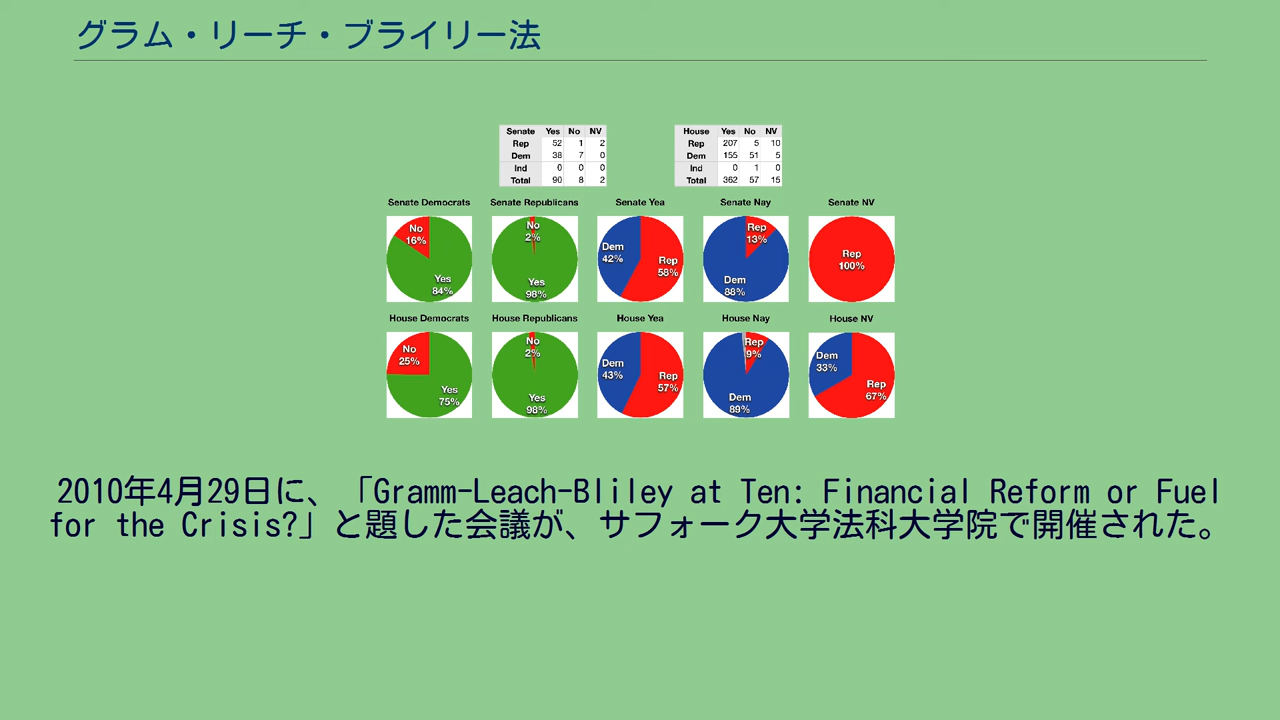 グラム・リーチ・ブライリー法
Senate Yes No NV
Rep 52 1 2
Dem 38 7 0
Ind 0 0 0
Total 90 8 2
House Yes No NV
Rep 207 5 10
Dem 155 51 5
Ind 0 1 0
Total 362 57 15
Senate Democrats
No
16%
Yes
84%
Senate Republicans
No
2%
Yes
98%
Senate Yea
Dem
42%
Rep
58%
Senate Nay
Rep
13%
Dem
88%
Senate NV
Rep
100%
House Democrats
No
25%
Yes
75%
House Republicans
No
2%
Yes
98%
House Yea
Dem
43%
Rep
57%
House Nay
Rep
9%
Dem
89%
House NV
Dem
33%
Rep
67%
2010年4月29日に、「Gramm-Leach-Bliley at Ten: Financial Reform or Fuel
for the Crisis?」と題した会議が、サフォーク大学法科大学院で開催された。